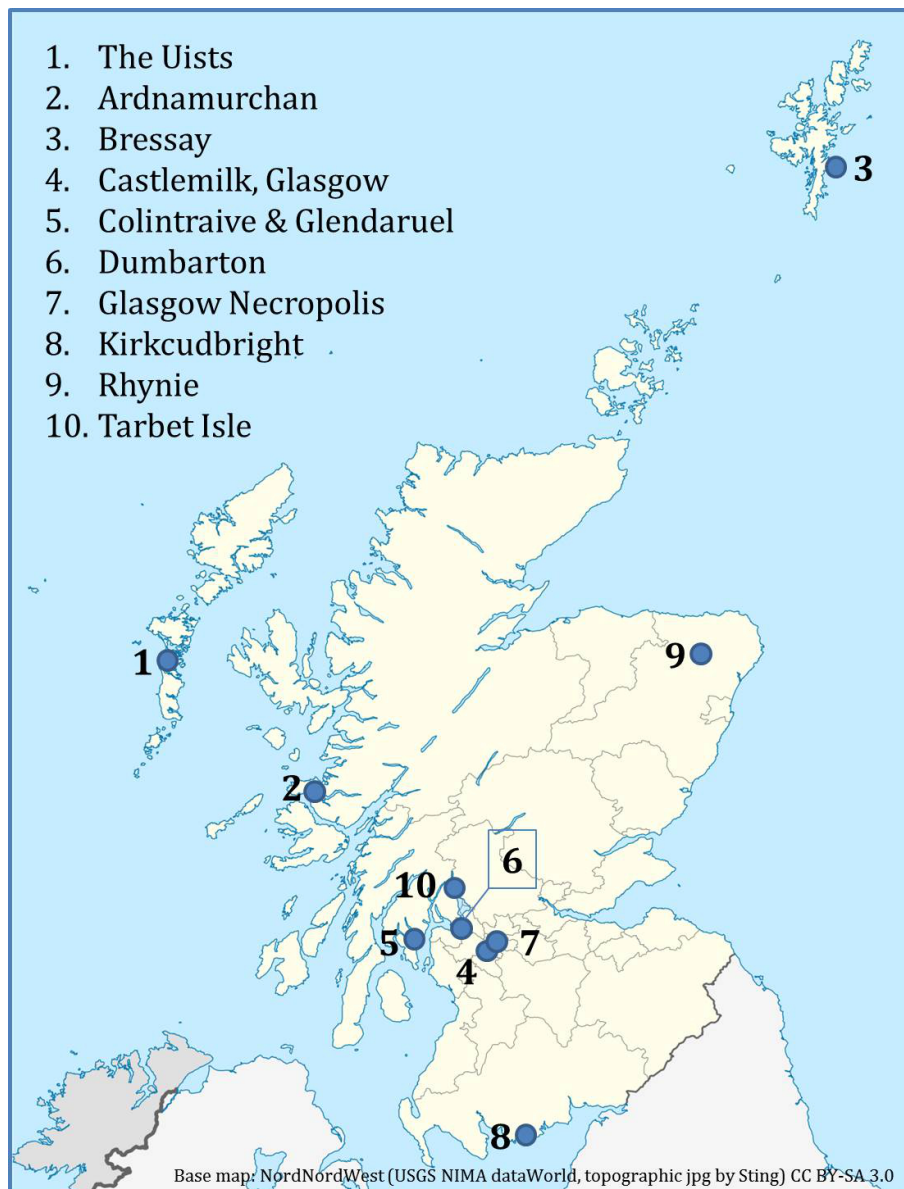 1. The Uists
2. Ardnamurchan
3. Bressay
4. Castlemilk, Glasgow
5. Colintraive & Glendaruel
6. Dumbarton
7. Glasgow Necropolis
8. Kirkcudbright
9. Rhynie
10. Tarbet Isle
3
1
9
2
6
10
5
7
4
8
Base map: NordNordWest (USGS NIMA dataWorld, topographic jpg by Sting) CC BY-SA 3.0